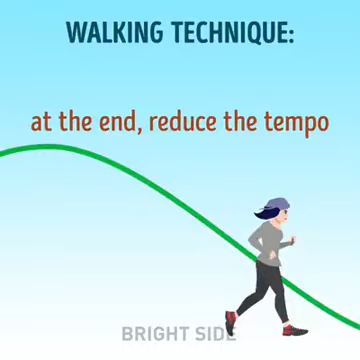 WALKING TECHNIQUE:
at the end, reduce the tempo
BRIGHT SIDE